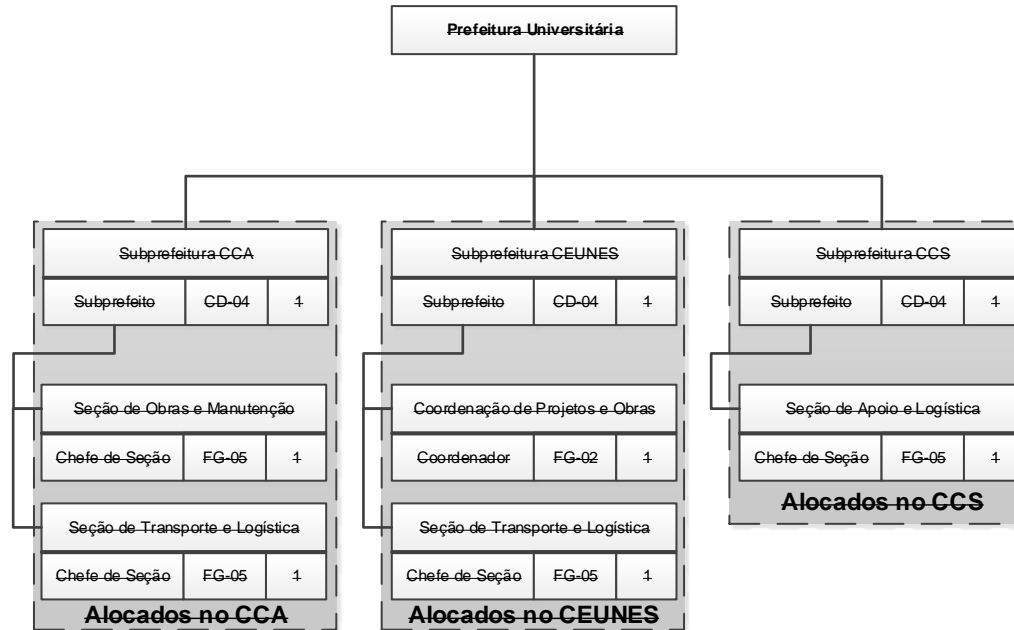 Prefeitura Universitária
Subprefeitura CCA
Subprefeito CD-04 1
Seção de Obras e Manutenção
Chefe de Seção FG-05 1
Seção de Transporte e Logística
Chefe de Seção FG-05 1
Alocados no CCA
Subprefeitura CEUNES
Subprefeito CD-04 1
Coordenação de Projetos e Obras
Coordenador FG-02 1
Seção de Transporte e Logística
Chefe de Seção FG-05 1
Alocados no CEUNES
Subprefeitura CCS
Subprefeito CD-04 1
Seção de Apoio e Logística
Chefe de Seção FG-05 1
Alocados no CCS